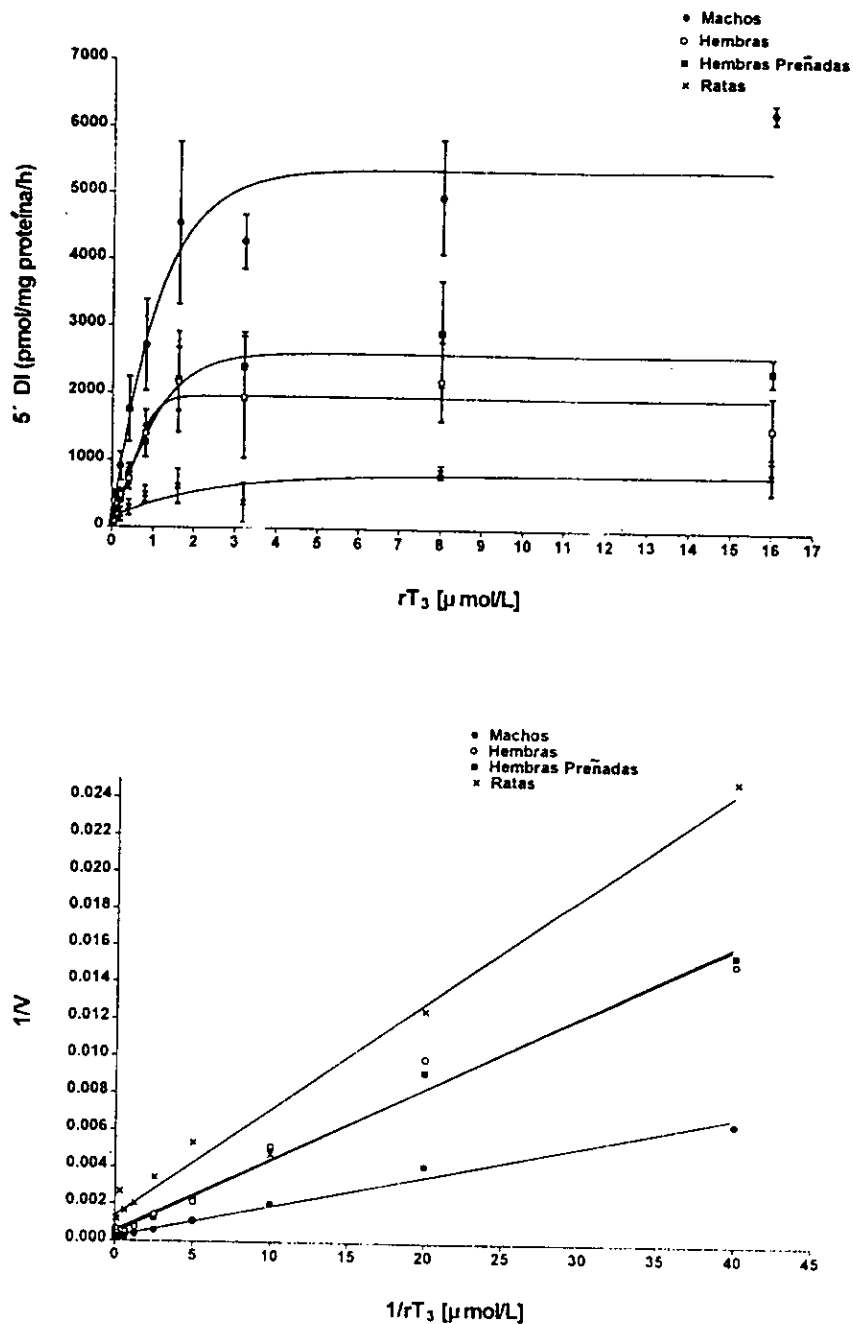 Machos
Hembras
Hembras Preñadas
Ratas
7000
6000
5000
4000
3000
2000
1000
0
5´ DI (pmol/mg proteína/h)
0 1 2 3 4 5 6 7 8 9 10 11 12 13 14 15 16 17
rT₃ [µ mol/L]
Machos
Hembras
Hembras Preñadas
Ratas
0.024
0.022
0.020
0.018
0.016
0.014
0.012
0.010
0.008
0.006
0.004
0.002
0.000
1/V
0 5 10 15 20 25 30 35 40 45
1/rT₃ [µ mol/L]